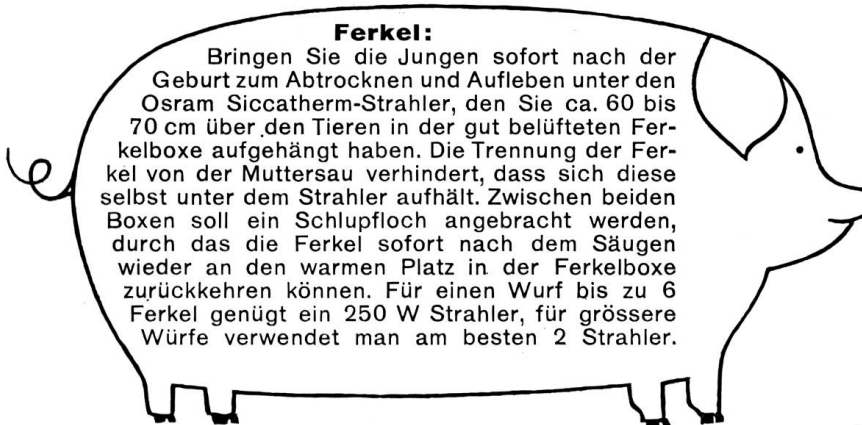 Ferkel:
Bringen Sie die Jungen sofort nach der
Geburt zum Abtrocknen und Aufleben unter den
Osram Siccatherm-Strahler, den Sie ca. 60 bis
70 cm über den Tieren in der gut belüfteten Fer-
kelboxe aufgehängt haben. Die Trennung der Fer-
kel von der Muttersau verhindert, dass sich diese
selbst unter dem Strahler aufhält. Zwischen beiden
Boxen soll ein Schlupfloch angebracht werden,
durch das die Ferkel sofort nach dem Säugen
wieder an den warmen Platz in der Ferkelboxe
zurückkehren können. Für einen Wurf bis zu 6
Ferkel genügt ein 250 W Strahler, für grössere
Würfe verwendet man am besten 2 Strahler.